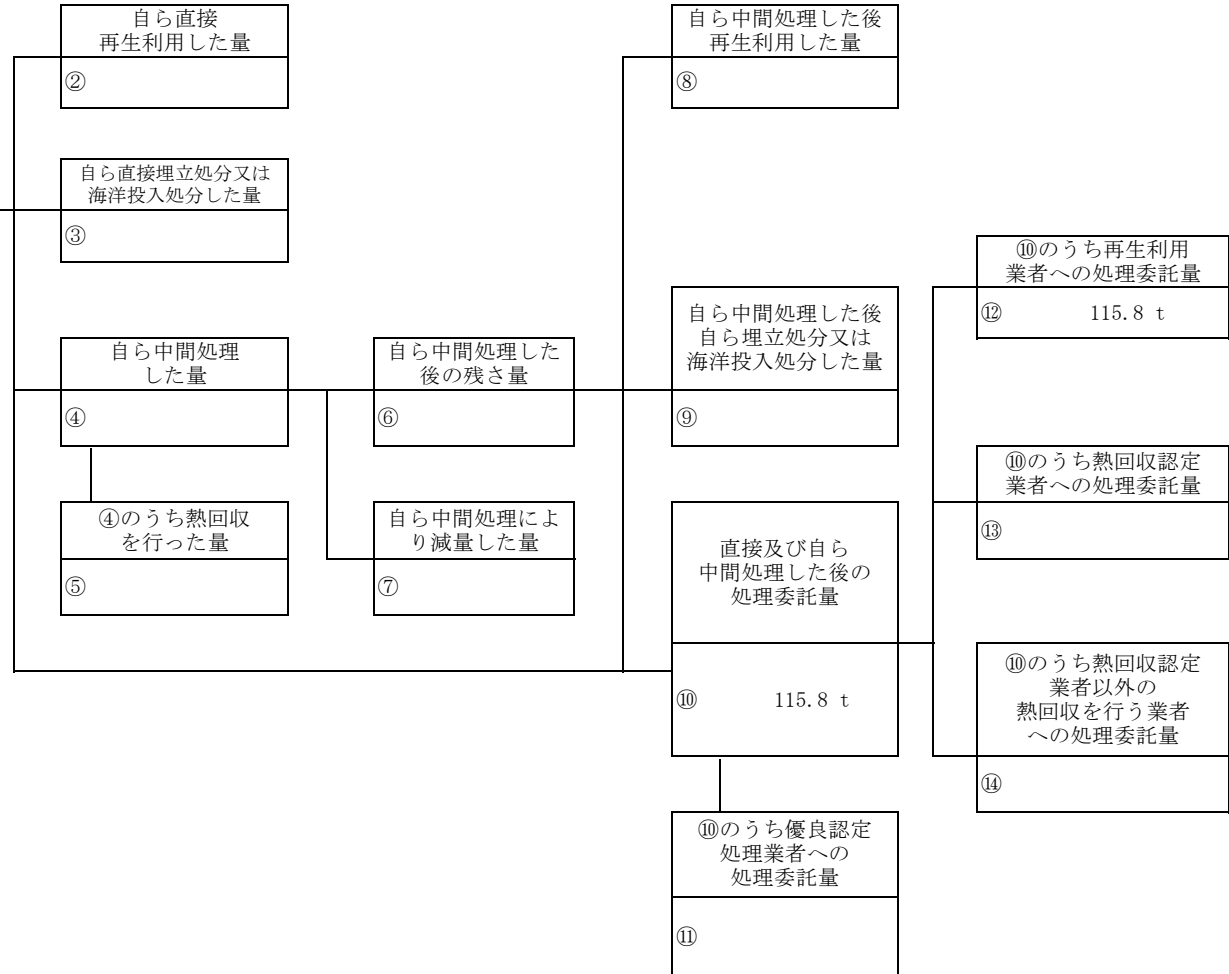 自ら直接
再生利用した量
②
自ら中間処理した後
再生利用した量
⑧
自ら直接埋立処分又は
海洋投入処分した量
③
⑩のうち再生利用
業者への処理委託量
⑫ 115.8 t
自ら中間処理した後
自ら埋立処分又は
海洋投入処分した量
⑨
自ら中間処理
した量
④
自ら中間処理した
後の残さ量
⑥
⑩のうち熱回収認定
業者への処理委託量
⑬
④のうち熱回収
を行った量
⑤
自ら中間処理によ
り減量した量
⑦
直接及び自ら
中間処理した後の
処理委託量
⑩ 115.8 t
⑩のうち熱回収認定
業者以外の
熱回収を行う業者
への処理委託量
⑭
⑩のうち優良認定
処理業者への
処理委託量
⑪